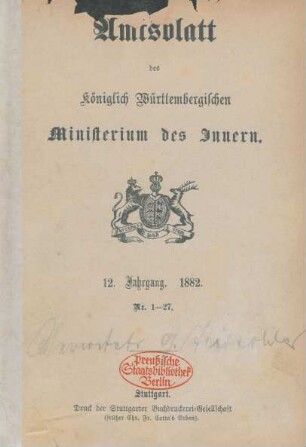 Amtsblatt
des
Königlich Württembergischen
Ministerium des Innern.
12. Jahrgang. 1882.
Nr. 1—27.
Preußische
Staatsbibliothek
Berlin
Stuttgart.
Druck der Stuttgarter Buchdruckerei-Gesellschaft
(früher Chn. Fr. Cotta's Erben).